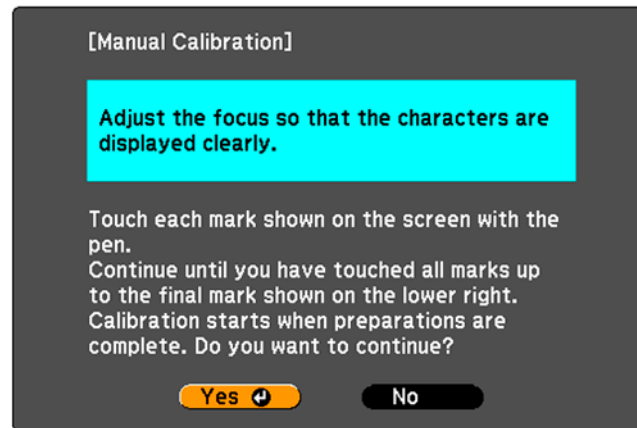 [Manual Calibration]
Adjust the focus so that the characters are
displayed clearly.
Touch each mark shown on the screen with the
pen.
Continue until you have touched all marks up
to the final mark shown on the lower right.
Calibration starts when preparations are
complete. Do you want to continue?
Yes No